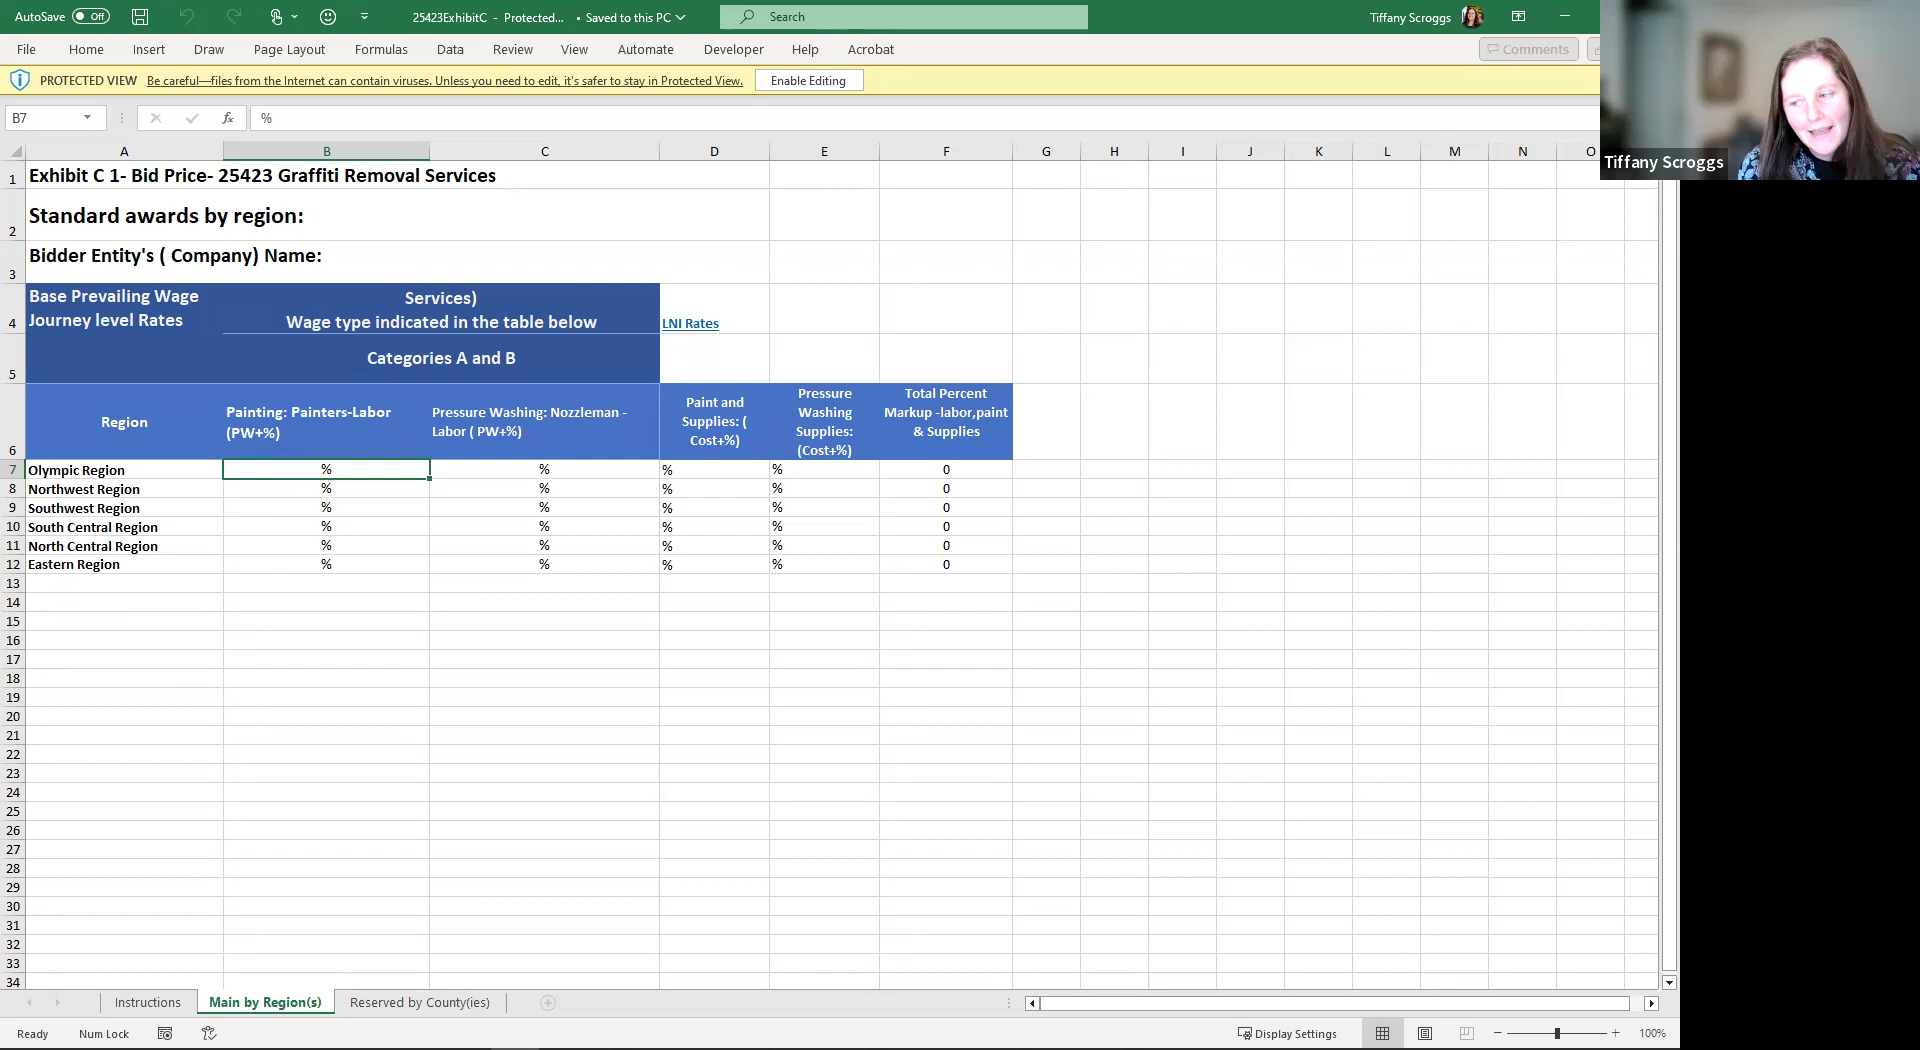 AutoSave Off 25423ExhibitC - Protected... • Saved to this PC Search Tiffany Scroggs
File Home Insert Draw Page Layout Formulas Data Review View Automate Developer Help Acrobat Comments
PROTECTED VIEW Be careful—files from the Internet can contain viruses. Unless you need to edit, it's safer to stay in Protected View. Enable Editing
B7 fx %
Tiffany Scroggs
A B C D E F G H I J K L M N O
1 Exhibit C 1- Bid Price- 25423 Graffiti Removal Services
2 Standard awards by region:
3 Bidder Entity's ( Company) Name:
Base Prevailing Wage
Journey level Rates
Services)
Wage type indicated in the table below
4 LNI Rates
5 Categories A and B
6 Region
Painting: Painters-Labor
(PW+%)
Pressure Washing: Nozzleman -
Labor ( PW+%)
Paint and
Supplies: (
Cost+%)
Pressure
Washing
Supplies:
(Cost+%)
Total Percent
Markup -labor,paint
& Supplies
7 Olympic Region % % % % 0
8 Northwest Region % % % % 0
9 Southwest Region % % % % 0
10 South Central Region % % % % 0
11 North Central Region % % % % 0
12 Eastern Region % % % % 0
13
14
15
16
17
18
19
20
21
22
23
24
25
26
27
28
29
30
31
32
33
34
Instructions Main by Region(s) Reserved by County(ies)
Ready Num Lock Display Settings 100%